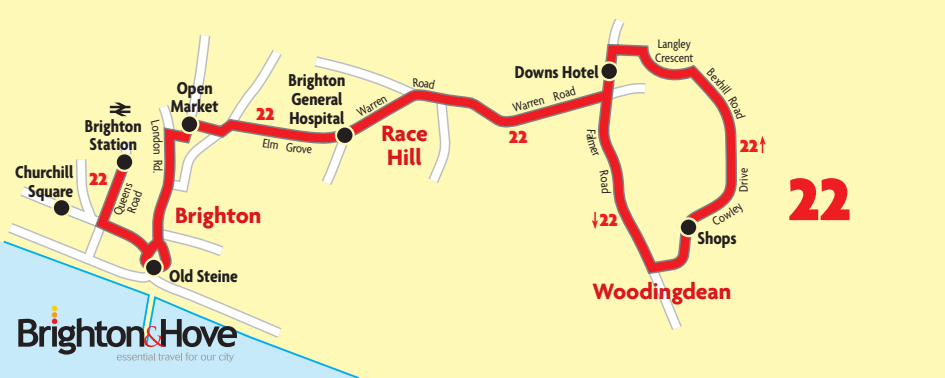 Langley
Crescent
Downs Hotel
Bexhill Road
Brighton
General
Hospital
Open
Market
Warren Road
Warren Road
22
Race
Hill
22
Elm Grove
Brighton
Station
London Rd.
Churchill
Square
22
Queens
Road
Brighton
Falmer Road
22↑
Drive
Cowley
↓22
Shops
22
Old Steine
Woodingdean
Brighton&Hove
essential travel for our city